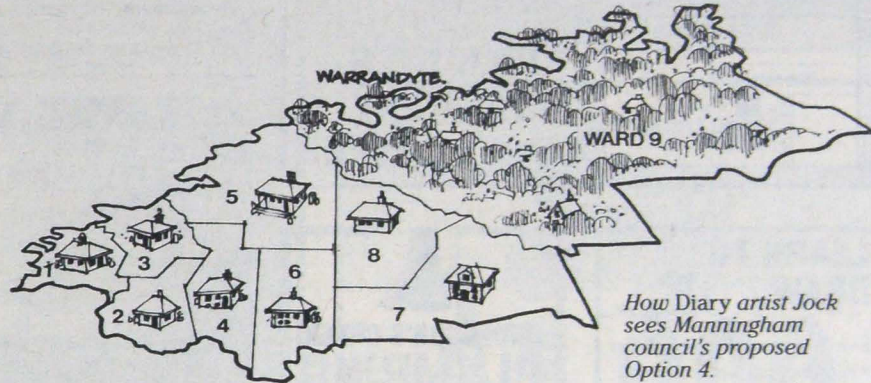 WARRANDYTE.
WARD 9
5
8
1
3
6
2
4
7
How Diary artist Jock
sees Manningham
council's proposed
Option 4.